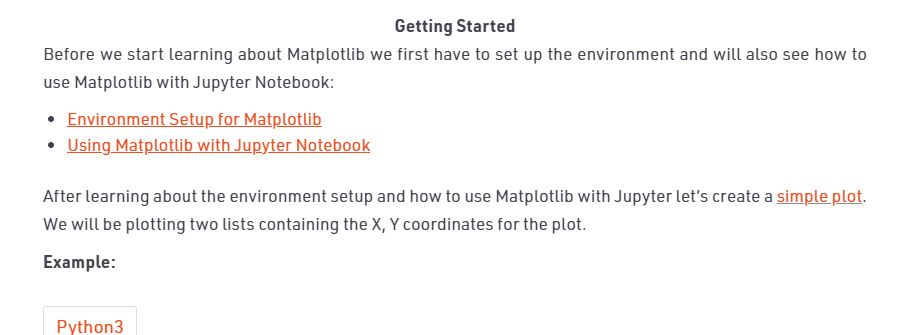 Getting Started
Before we start learning about Matplotlib we first have to set up the environment and will also see how to
use Matplotlib with Jupyter Notebook:
• Environment Setup for Matplotlib
• Using Matplotlib with Jupyter Notebook
After learning about the environment setup and how to use Matplotlib with Jupyter let's create a simple plot.
We will be plotting two lists containing the X, Y coordinates for the plot.
Example:
Python3